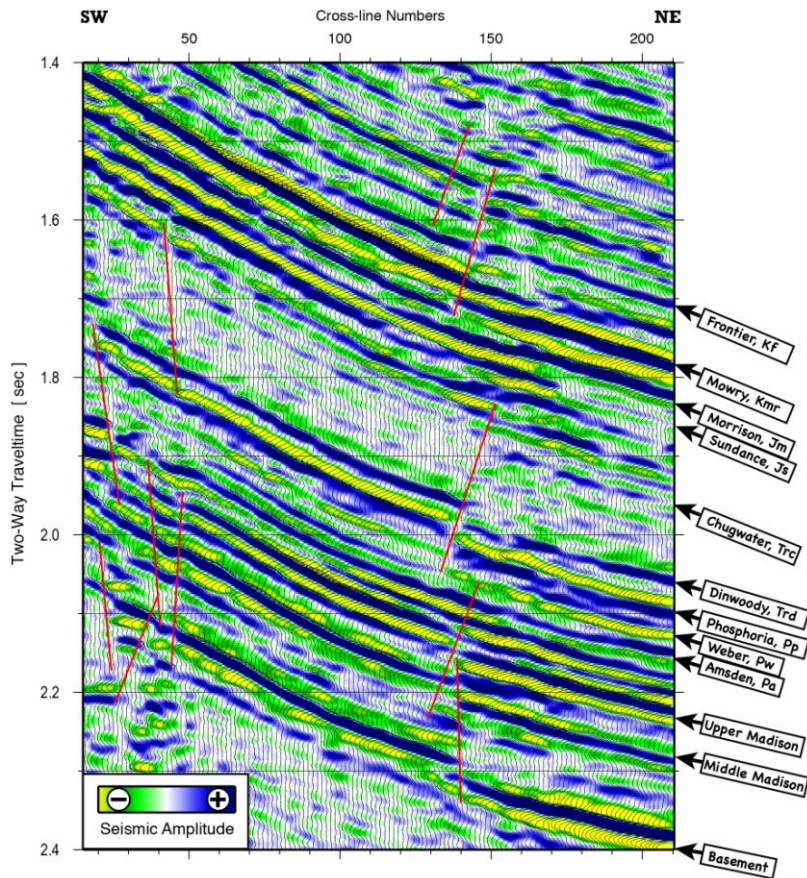 SW
Cross-line Numbers
NE
50
100
150
200
1.4
1.6
1.8
2.0
2.2
2.4
Two-Way Traveltime [ sec ]
Frontier, Kf
Mowry, Kmr
Morrison, Jm
Sundance, Js
Chugwater, Trc
Dinwoody, Trd
Phosphoria, Pp
Weber, Pw
Amsden, Pa
Upper Madison
Middle Madison
Basement
− +
Seismic Amplitude